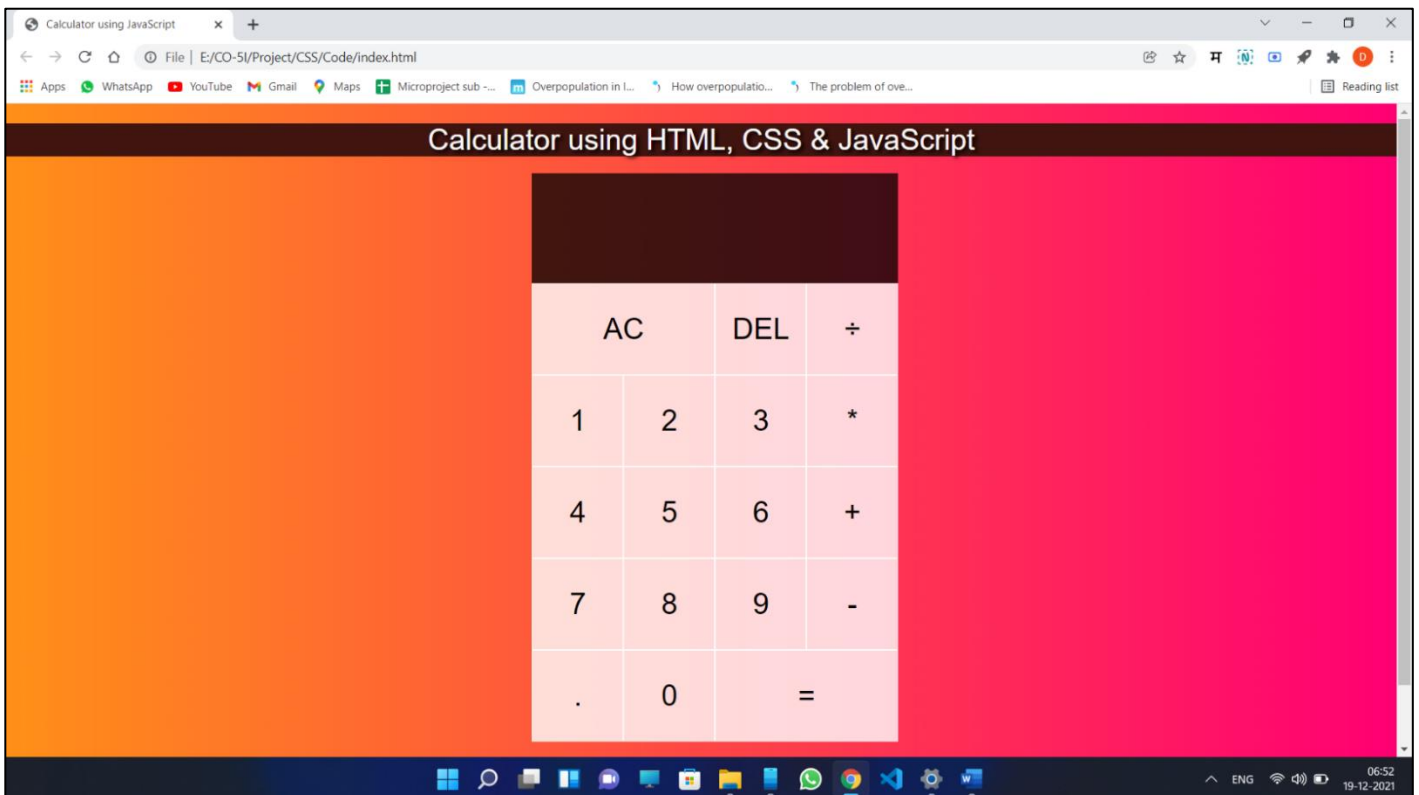 Calculator using JavaScript
File | E:/CO-5I/Project/CSS/Code/index.html
म N D
Apps WhatsApp YouTube Gmail Maps Microproject sub -... m Overpopulation in I... How overpopulatio... The problem of ove... Reading list
Calculator using HTML, CSS & JavaScript
AC DEL ÷
1 2 3 *
4 5 6 +
7 8 9 -
. 0 =
W ENG 06:52
19-12-2021